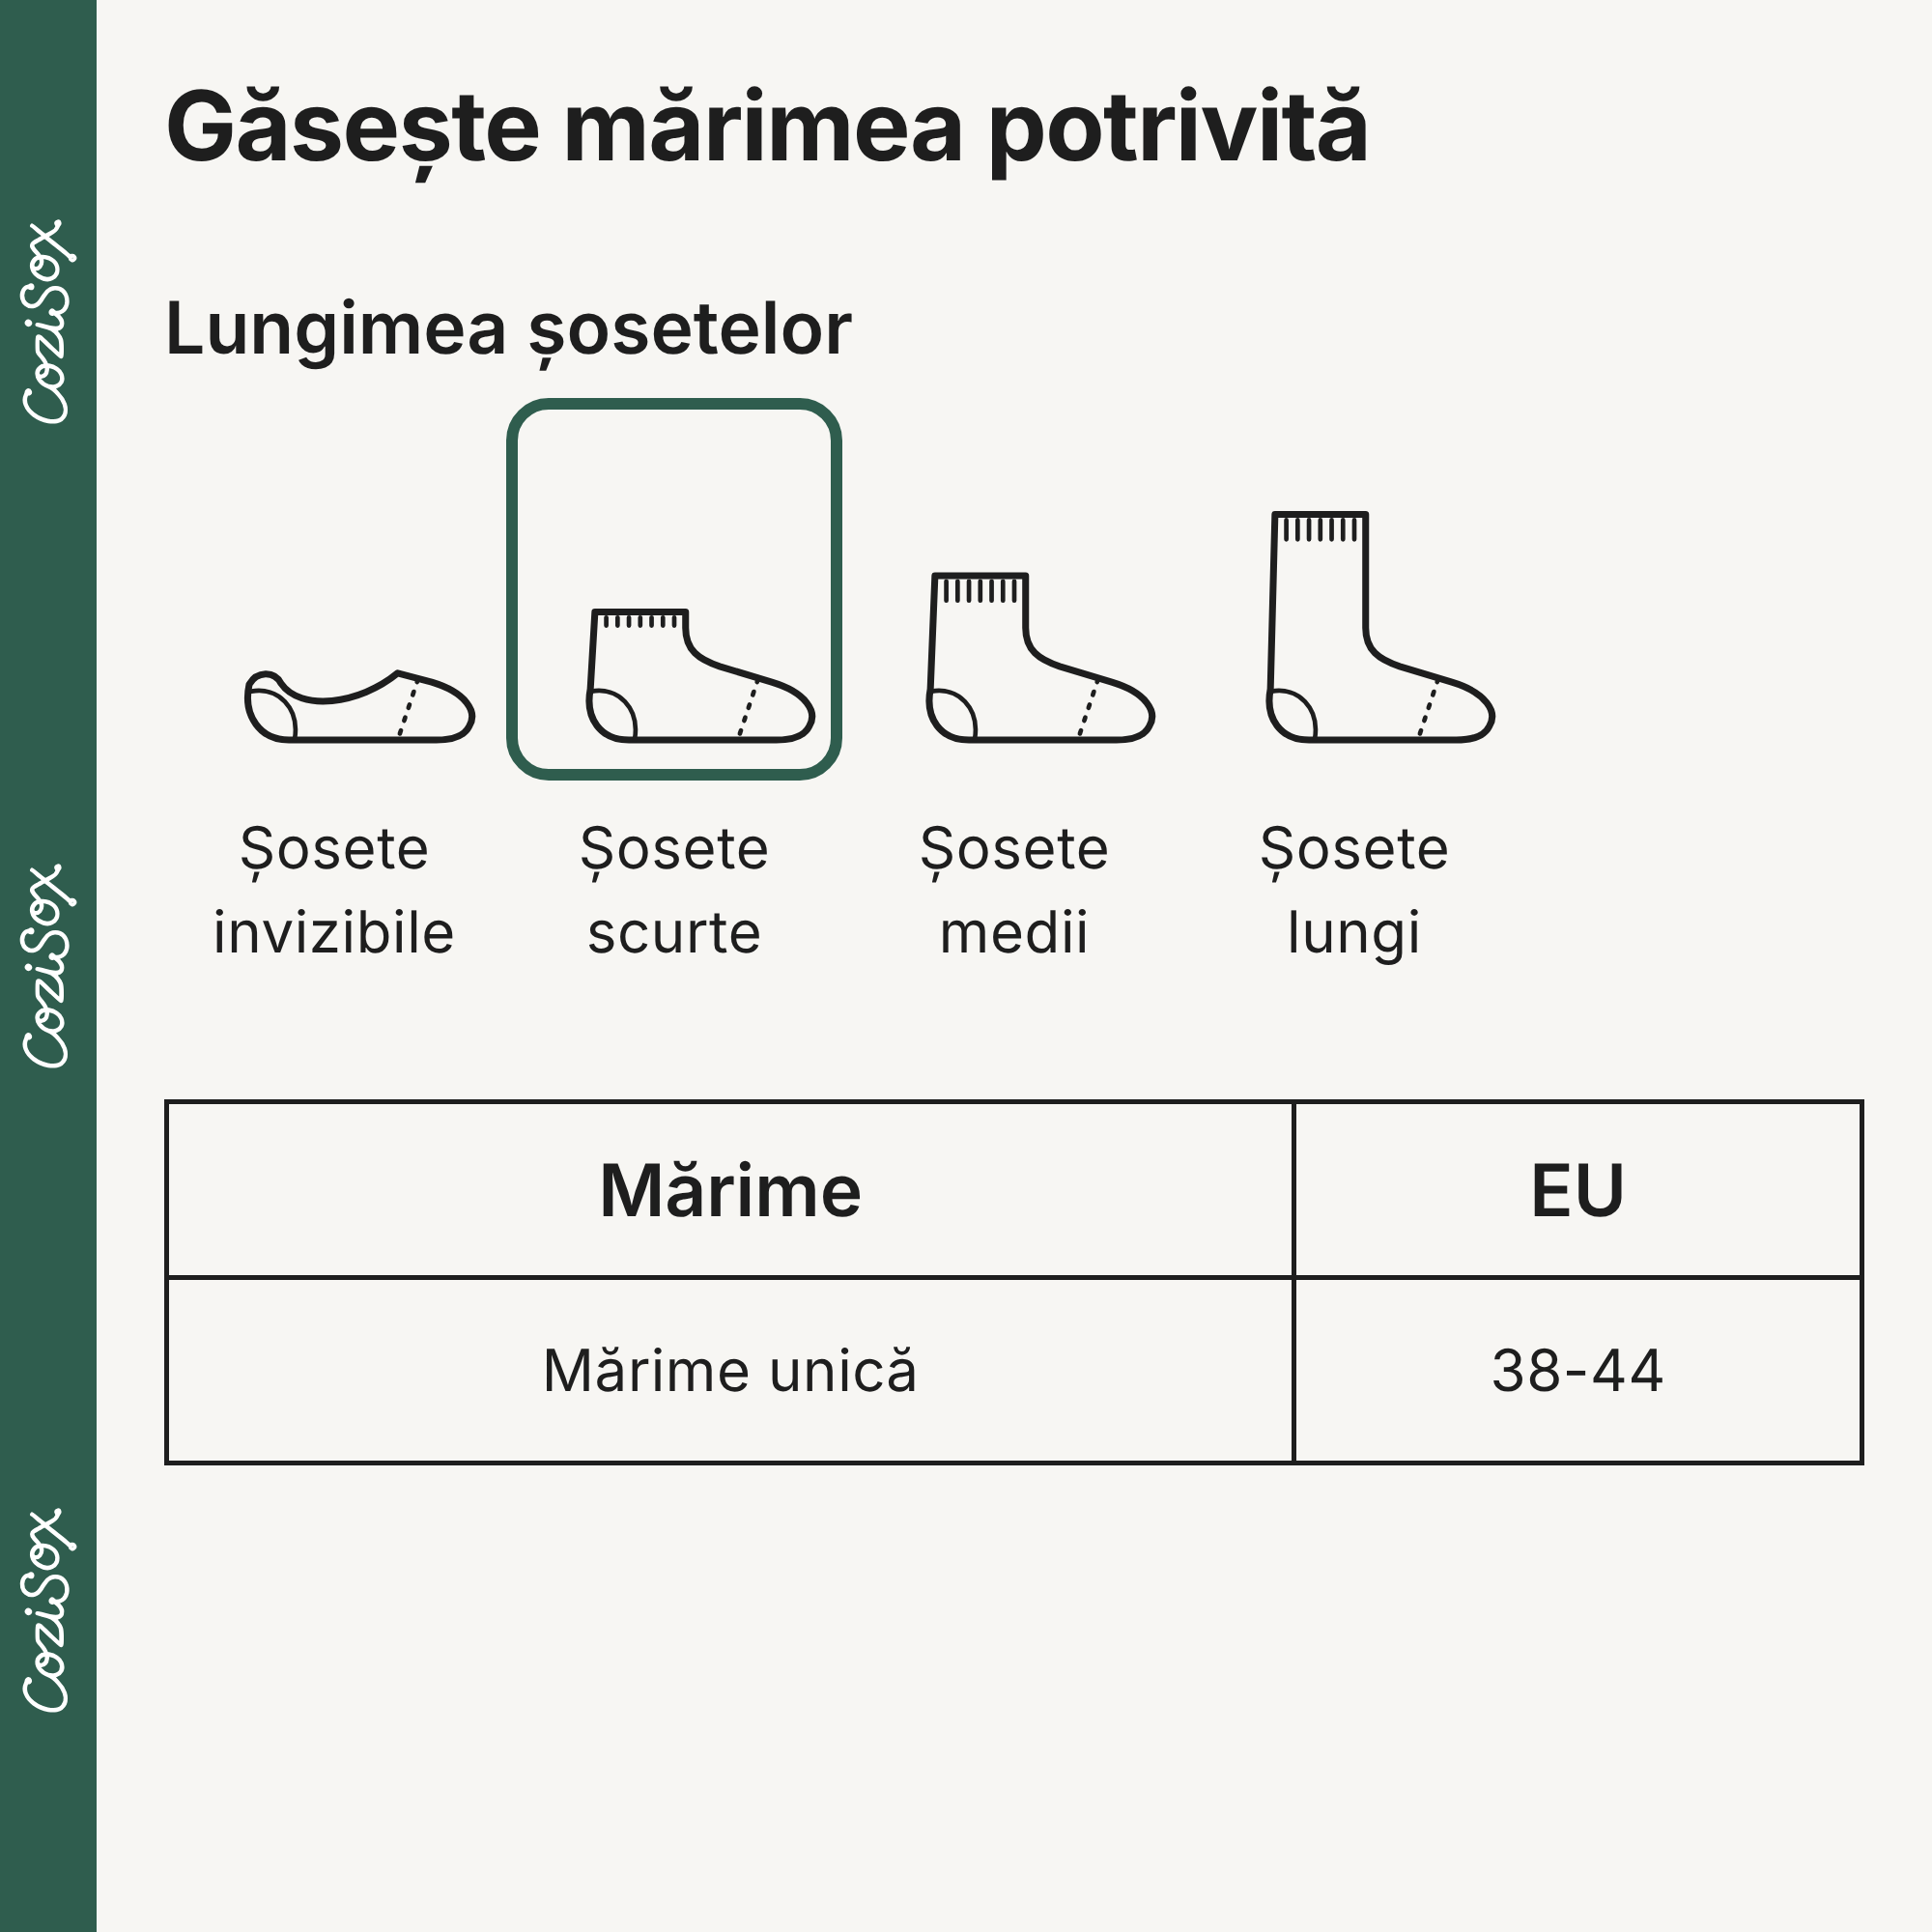 Găsește mărimea potrivită
Lungimea șosetelor
Șosete
invizibile
Șosete
scurte
Șosete
medii
Șosete
lungi
Mărime
EU
Mărime unică
38-44
CoziSox
CoziSox
CoziSox